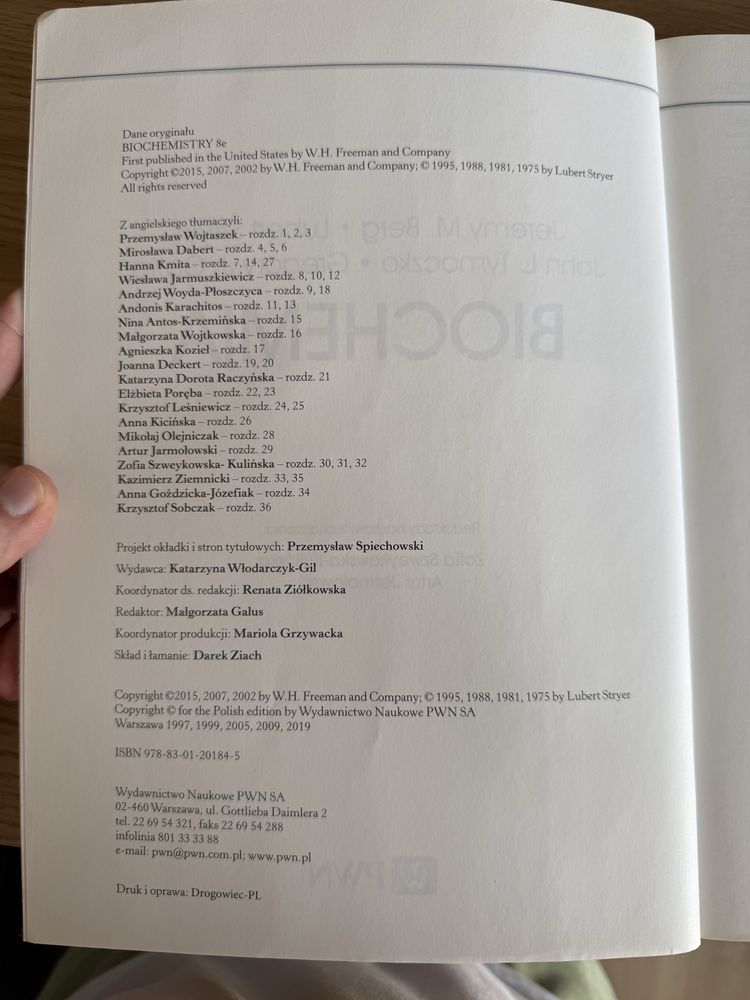 Dane oryginału
BIOCHEMISTRY 8e
First published in the United States by W.H. Freeman and Company
Copyright ©2015, 2007, 2002 by W.H. Freeman and Company; © 1995, 1988, 1981, 1975 by Lubert Stryer
All rights reserved
Z angielskiego tłumaczyli:
Przemysław Wojtaszek – rozdz. 1, 2, 3
Mirosława Dabert – rozdz. 4, 5, 6
Hanna Kmita – rozdz. 7, 14, 27
Wiesława Jarmuszkiewicz – rozdz. 8, 10, 12
Andrzej Woyda-Płoszczyca – rozdz. 9, 18
Andonis Karachitos – rozdz. 11, 13
Nina Antos-Krzemińska – rozdz. 15
Małgorzata Wojtkowska – rozdz. 16
Agnieszka Kozieł – rozdz. 17
Joanna Deckert – rozdz. 19, 20
Katarzyna Dorota Raczyńska – rozdz. 21
Elżbieta Poręba – rozdz. 22, 23
Krzysztof Leśniewicz – rozdz. 24, 25
Anna Kicińska – rozdz. 26
Mikołaj Olejniczak – rozdz. 28
Artur Jarmołowski – rozdz. 29
Zofia Szweykowska- Kulińska – rozdz. 30, 31, 32
Kazimierz Ziemnicki – rozdz. 33, 35
Anna Goździcka-Józefiak – rozdz. 34
Krzysztof Sobczak – rozdz. 36
Projekt okładki i stron tytułowych: Przemysław Spiechowski
Wydawca: Katarzyna Włodarczyk-Gil
Koordynator ds. redakcji: Renata Ziółkowska
Redaktor: Małgorzata Galus
Koordynator produkcji: Mariola Grzywacka
Skład i łamanie: Darek Ziach
Copyright ©2015, 2007, 2002 by W.H. Freeman and Company; © 1995, 1988, 1981, 1975 by Lubert Stryer
Copyright © for the Polish edition by Wydawnictwo Naukowe PWN SA
Warszawa 1997, 1999, 2005, 2009, 2019
ISBN 978-83-01-20184-5
Wydawnictwo Naukowe PWN SA
02-460 Warszawa, ul. Gottlieba Daimlera 2
tel. 22 69 54 321, faks 22 69 54 288
infolinia 801 33 33 88
e-mail: pwn@pwn.com.pl; www.pwn.pl
Druk i oprawa: Drogowiec-PL